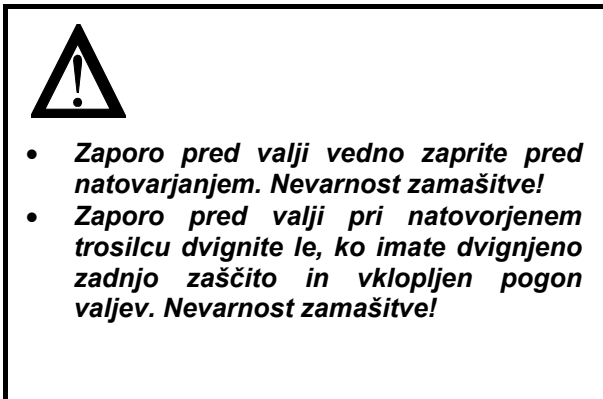 • Zaporo pred valji vedno zaprite pred
natovarjanjem. Nevarnost zamašitve!
• Zaporo pred valji pri natovorjenem
trosilcu dvignite le, ko imate dvignjeno
zadnjo zaščito in vklopljen pogon
valjev. Nevarnost zamašitve!